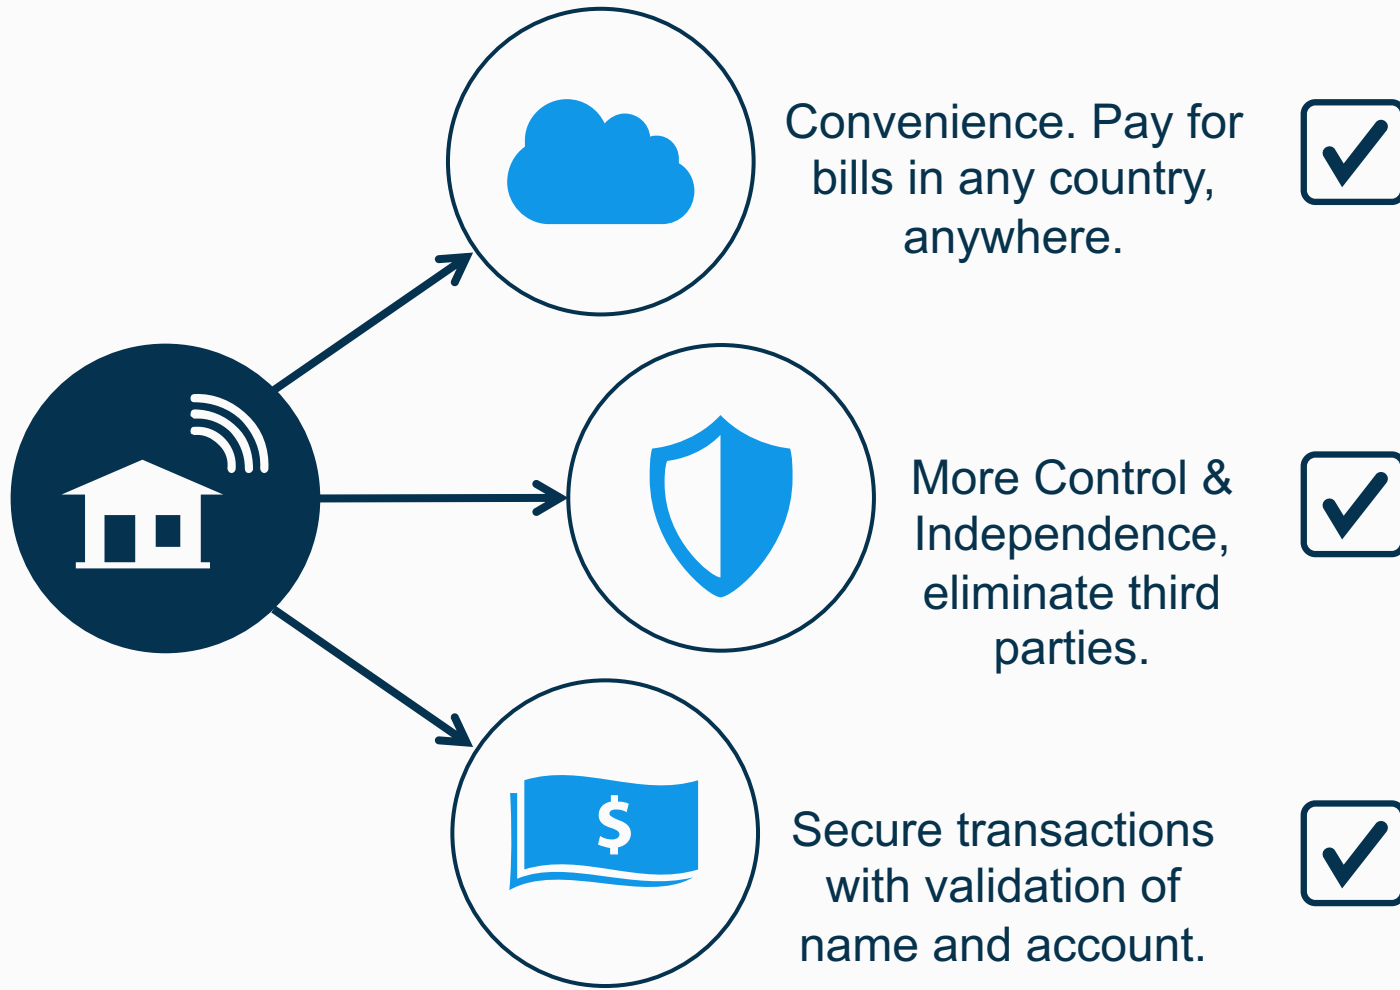 Convenience. Pay for
bills in any country,
anywhere.
More Control &
Independence,
eliminate third
parties.
$
Secure transactions
with validation of
name and account.